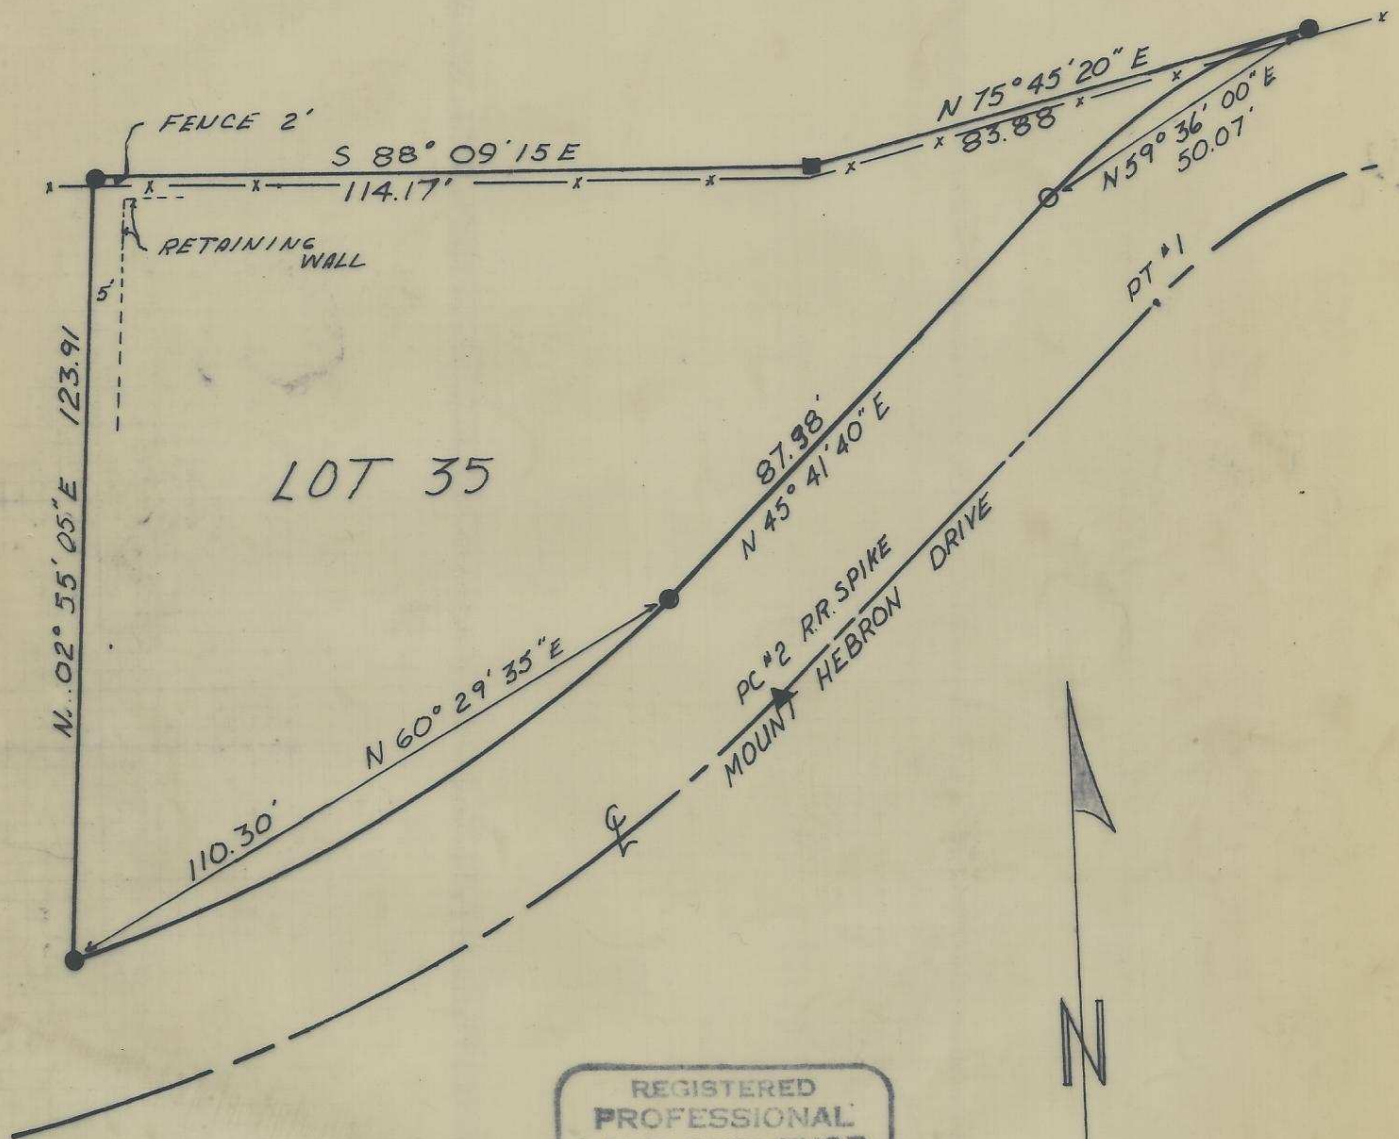 FENCE 2'
S 88° 09' 15 E
114.17'
N 75° 45' 20" E
83.88
N 59° 36' 00" E
50.07'
RETAINING
WALL
5'
N. 02° 55' 05" E 123.91
LOT 35
87.98'
N 45° 41' 40" E
PT #1
PC #2 R.R. SPIKE
MOUNT HEBRON DRIVE
N 60° 29' 35" E
110.30'
℄
N
REGISTERED
PROFESSIONAL